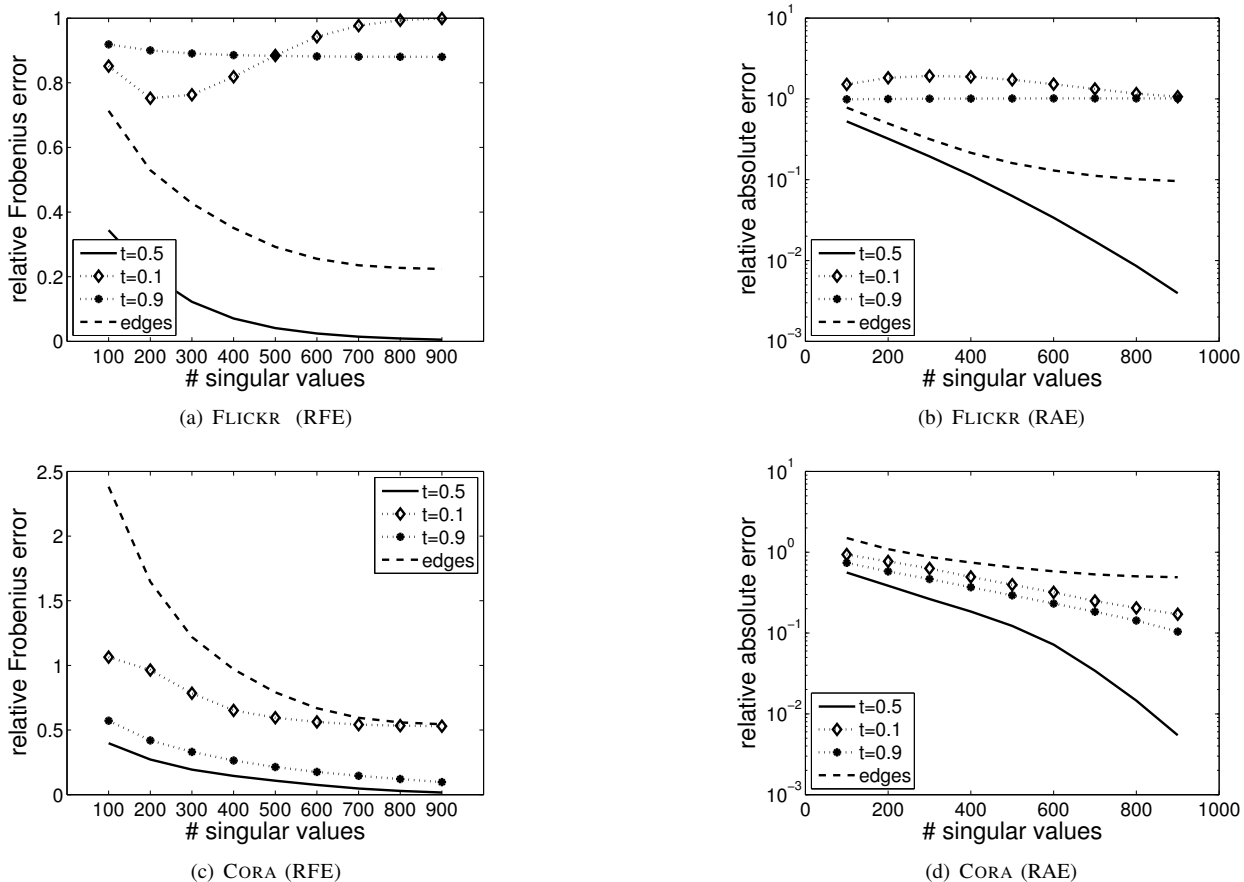 relative Frobenius error
1
0.8
0.6
0.4
0.2
0
t=0.5
t=0.1
t=0.9
edges
100 200 300 400 500 600 700 800 900
# singular values
(a) FLICKR (RFE)
relative absolute error
10^1
10^0
10^-1
10^-2
10^-3
t=0.5
t=0.1
t=0.9
edges
0 200 400 600 800 1000
# singular values
(b) FLICKR (RAE)
relative Frobenius error
2.5
2
1.5
1
0.5
0
t=0.5
t=0.1
t=0.9
edges
100 200 300 400 500 600 700 800 900
# singular values
(c) CORA (RFE)
relative absolute error
10^1
10^0
10^-1
10^-2
10^-3
t=0.5
t=0.1
t=0.9
edges
0 200 400 600 800 1000
# singular values
(d) CORA (RAE)